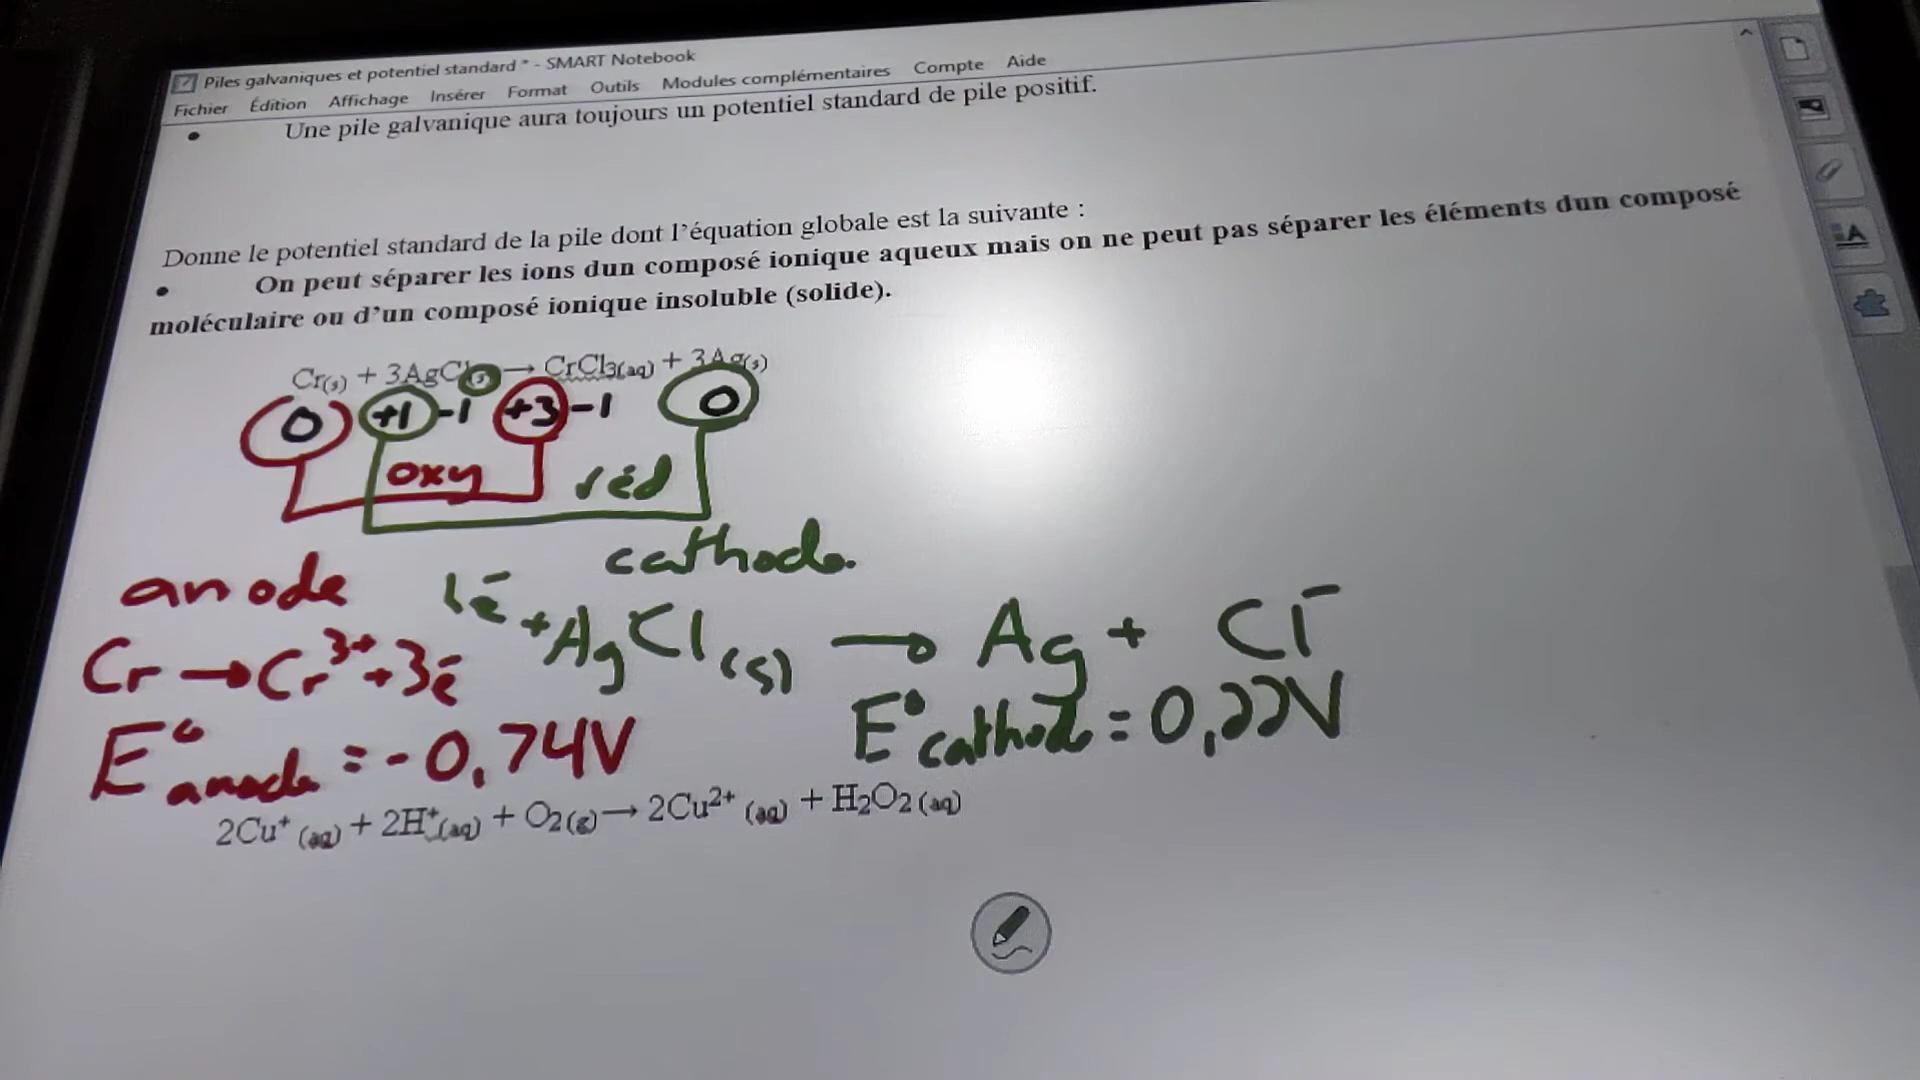 Piles galvaniques et potentiel standard * - SMART Notebook
Fichier Édition Affichage Insérer Format Outils Modules complémentaires Compte Aide
• Une pile galvanique aura toujours un potentiel standard de pile positif.
Donne le potentiel standard de la pile dont l’équation globale est la suivante :
• On peut séparer les ions dun composé ionique aqueux mais on ne peut pas séparer les éléments dun composé
moléculaire ou d’un composé ionique insoluble (solide).
Cr(s) + 3AgCl(s) → CrCl3(aq) + 3Ag(s)
0 +1 -1 +3 -1 0
oxy réd
anode cathode
Cr → Cr³⁺ + 3e⁻ 1e⁻ + AgCl(s) → Ag + Cl⁻
E° anode = -0,74V E° cathode = 0,22V
2Cu⁺ (aq) + 2H⁺(aq) + O2(g) → 2Cu²⁺ (aq) + H2O2 (aq)
A